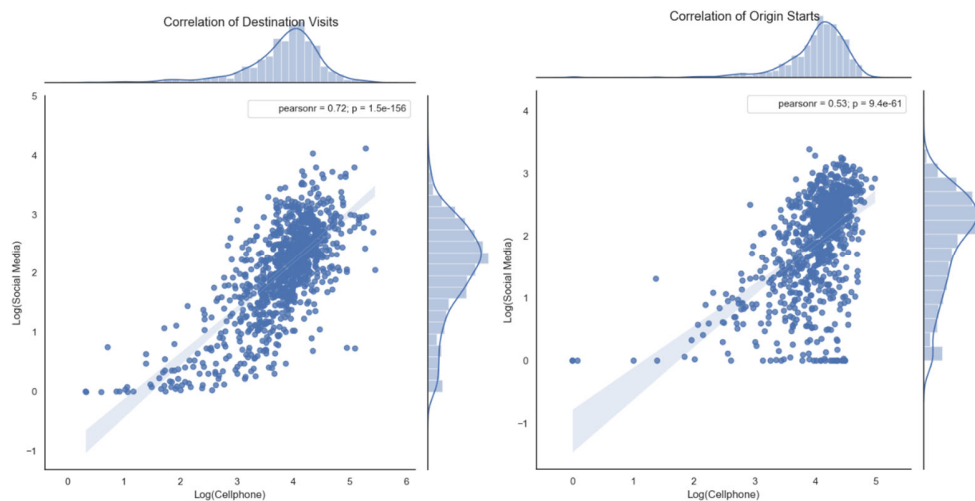 Correlation of Destination Visits
pearsonr = 0.72; p = 1.5e-156
Log(Social Media)
5
4
3
2
1
0
−1
0 1 2 3 4 5 6
Log(Cellphone)
Correlation of Origin Starts
pearsonr = 0.53; p = 9.4e-61
Log(Social Media)
4
3
2
1
0
−1
0 1 2 3 4 5
Log(Cellphone)